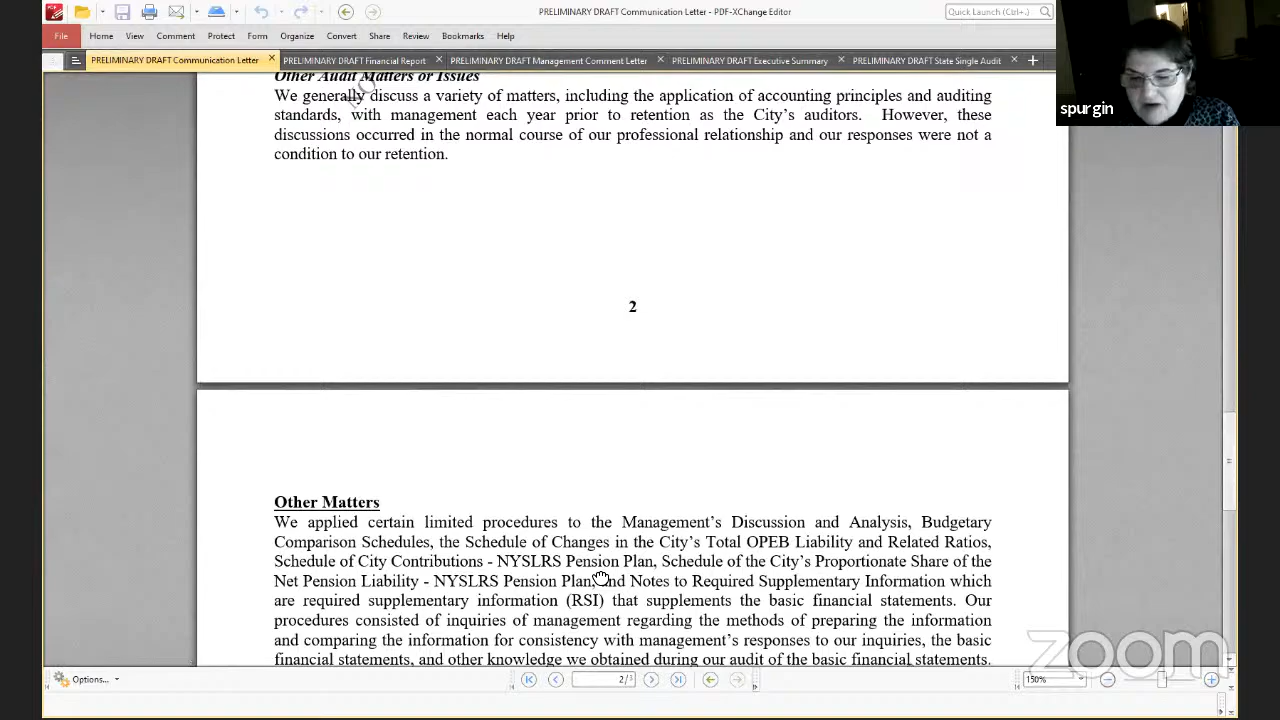 PRELIMINARY DRAFT Communication Letter - PDF-XChange Editor
Quick Launch (Ctrl+.)
File Home View Comment Protect Form Organize Convert Share Review Bookmarks Help
PRELIMINARY DRAFT Communication Letter PRELIMINARY DRAFT Financial Report PRELIMINARY DRAFT Management Comment Letter PRELIMINARY DRAFT Executive Summary PRELIMINARY DRAFT State Single Audit
spurgin
Other Audit Matters or Issues
We generally discuss a variety of matters, including the application of accounting principles and auditing
standards, with management each year prior to retention as the City's auditors. However, these
discussions occurred in the normal course of our professional relationship and our responses were not a
condition to our retention.
2
Other Matters
We applied certain limited procedures to the Management's Discussion and Analysis, Budgetary
Comparison Schedules, the Schedule of Changes in the City's Total OPEB Liability and Related Ratios,
Schedule of City Contributions - NYSLRS Pension Plan, Schedule of the City's Proportionate Share of the
Net Pension Liability - NYSLRS Pension Plan, and Notes to Required Supplementary Information which
are required supplementary information (RSI) that supplements the basic financial statements. Our
procedures consisted of inquiries of management regarding the methods of preparing the information
and comparing the information for consistency with management's responses to our inquiries, the basic
financial statements, and other knowledge we obtained during our audit of the basic financial statements.
zoom
Options...
2/3
150%